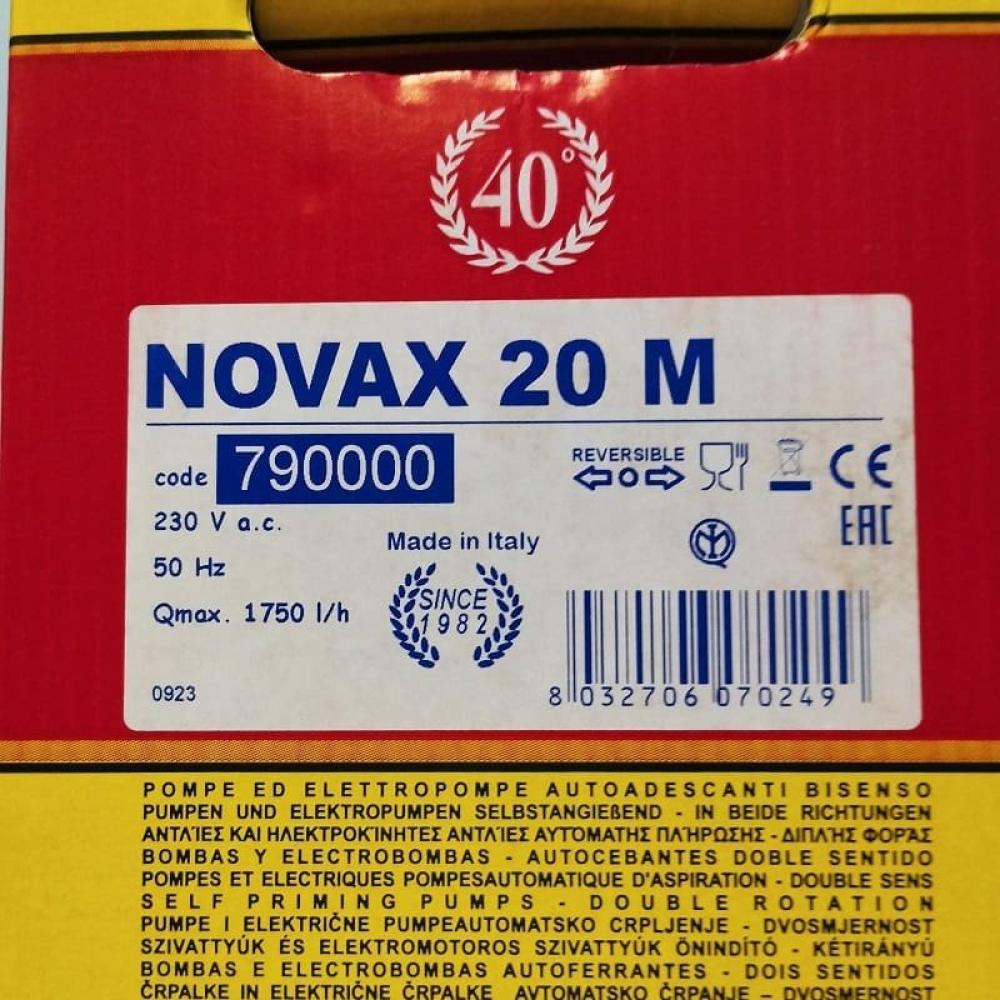 40°
NOVAX 20 M
code 790000
REVERSIBLE
CE
230 V a.c.
EAC
50 Hz
Made in Italy
Qmax. 1750 l/h
SINCE
1982
0923
8 032706 070249
POMPE ED ELETTROPOMPE AUTOADESCANTI BISENSO
PUMPEN UND ELEKTROPUMPEN SELBSTANGIEßEND - IN BEIDE RICHTUNGEN
ΑΝΤΛΊΕΣ ΚΑΙ ΗΛΕΚΤΡΟΚΊΝΗΤΕΣ ΑΝΤΛΊΕΣ ΑΥΤΌΜΑΤΗΣ ΠΛΉΡΩΣΗΣ - ΔΙΠΛΉΣ ΦΟΡΆΣ
BOMBAS Y ELECTROBOMBAS - AUTOCEBANTES DOBLE SENTIDO
POMPES ET ELECTRIQUES POMPESAUTOMATIQUE D'ASPIRATION - DOUBLE SENS
SELF PRIMING PUMPS - DOUBLE ROTATION
PUMPE I ELEKTRIČNE PUMPEAUTOMATSKO CRPLJENJE - DVOSMJERNOST
SZIVATTYÚK ÉS ELEKTROMOTOROS SZIVATTYÚK ÖNINDÍTÓ - KÉTIRÁNYÚ
BOMBAS E ELECTROBOMBAS AUTOFERRANTES - DOIS SENTIDOS
ČRPALKE IN ELEKTRIČNE ČRPALKE AVTOMATSKO ČRPANJE - DVOSMERNOST